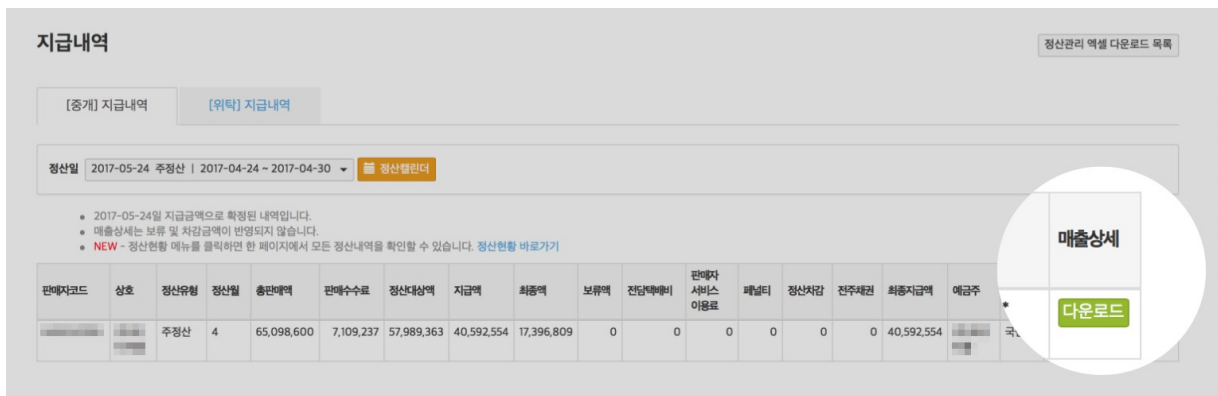 지급내역
정산관리 엑셀 다운로드 목록
[중개] 지급내역
[위탁] 지급내역
정산일 2017-05-24 주정산 | 2017-04-24 ~ 2017-04-30 정산캘린더
2017-05-24일 지급금액으로 확정된 내역입니다.
매출상세는 보류 및 차감금액이 반영되지 않습니다.
NEW - 정산현황 메뉴를 클릭하면 한 페이지에서 모든 정산내역을 확인할 수 있습니다. 정산현황 바로가기
판매자코드 상호 정산유형 정산월 총판매액 판매수수료 정산대상액 지급액 최종액 보류액 전담택배비 판매자 서비스 이용료 페널티 정산차감 전주채권 최종지급액 예금주 * 매출상세
주정산 4 65,098,600 7,109,237 57,989,363 40,592,554 17,396,809 0 0 0 0 0 0 40,592,554 다운로드